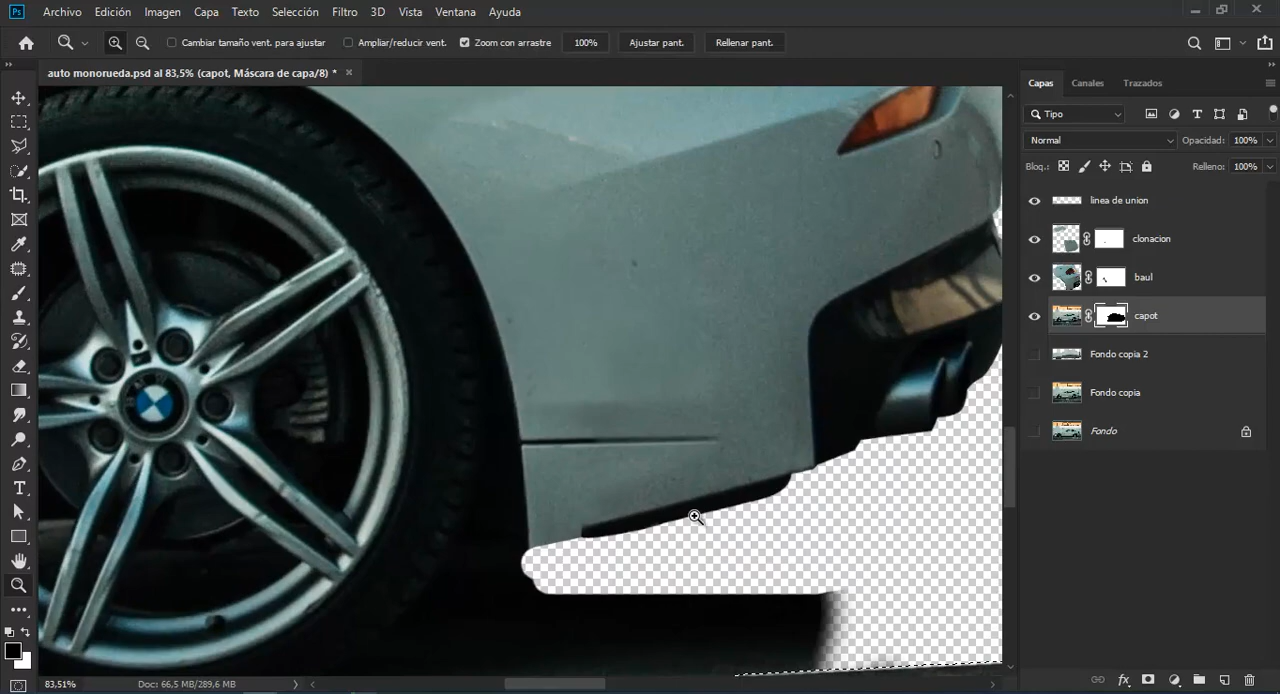 Ps Archivo Edición Imagen Capa Texto Selección Filtro 3D Vista Ventana Ayuda
Cambiar tamaño vent. para ajustar Ampliar/reducir vent. Zoom con arrastre 100% Ajustar pant. Rellenar pant.
auto monorueda.psd al 83,5% (capot, Máscara de capa/8) * ×
Capas Canales Trazados
Tipo
Normal Opacidad: 100%
Bloq.: Relleno: 100%
linea de union
clonacion
baul
capot
Fondo copia 2
Fondo copia
Fondo
83,51% Doc: 66,5 MB/289,6 MB